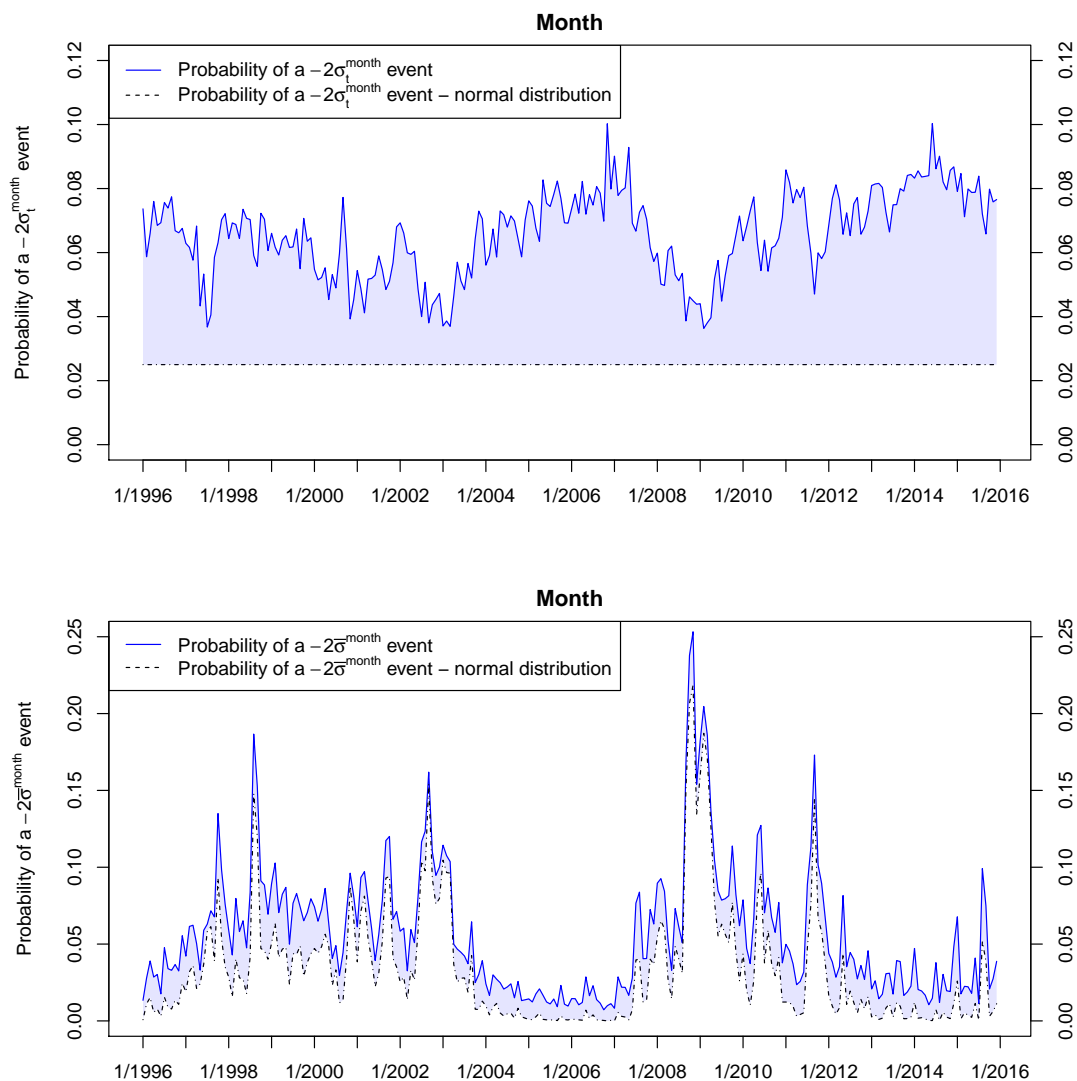 Month
Probability of a −2σ_t^month event
Probability of a −2σ_t^month event − normal distribution
Probability of a − 2σ_t^month event
0.00 0.02 0.04 0.06 0.08 0.10 0.12
0.00 0.02 0.04 0.06 0.08 0.10 0.12
1/1996 1/1998 1/2000 1/2002 1/2004 1/2006 1/2008 1/2010 1/2012 1/2014 1/2016
Month
Probability of a −2σ̅^month event
Probability of a −2σ̅^month event − normal distribution
Probability of a −2σ̅^month event
0.00 0.05 0.10 0.15 0.20 0.25
0.00 0.05 0.10 0.15 0.20 0.25
1/1996 1/1998 1/2000 1/2002 1/2004 1/2006 1/2008 1/2010 1/2012 1/2014 1/2016